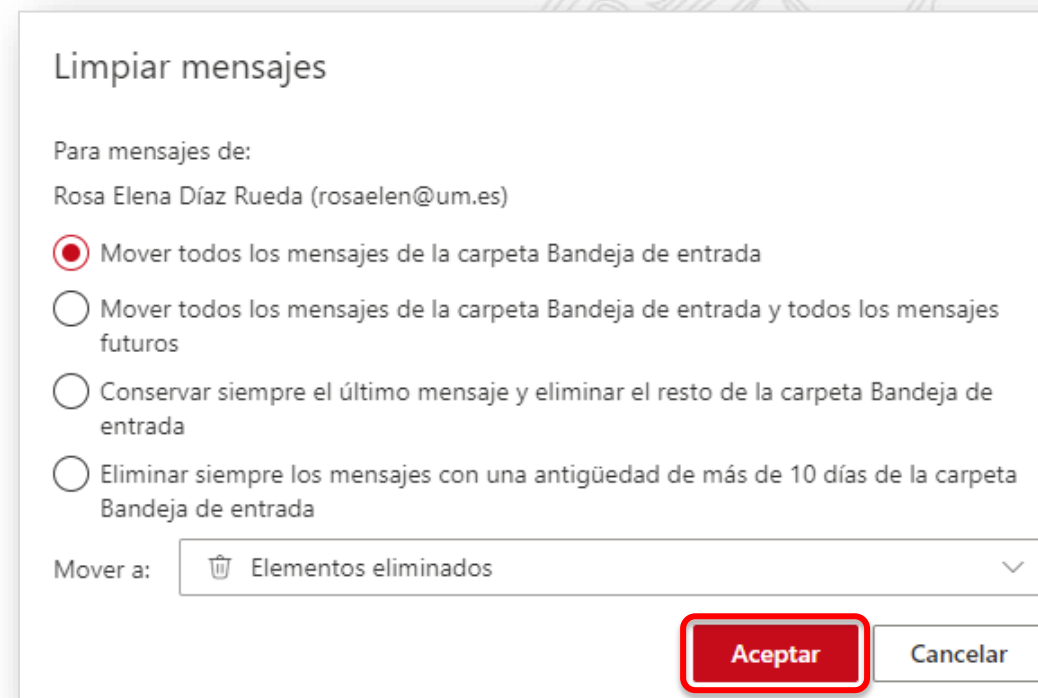 Limpiar mensajes
Para mensajes de:
Rosa Elena Díaz Rueda (rosaelen@um.es)
Mover todos los mensajes de la carpeta Bandeja de entrada
Mover todos los mensajes de la carpeta Bandeja de entrada y todos los mensajes
futuros
Conservar siempre el último mensaje y eliminar el resto de la carpeta Bandeja de
entrada
Eliminar siempre los mensajes con una antigüedad de más de 10 días de la carpeta
Bandeja de entrada
Mover a: Elementos eliminados
Aceptar Cancelar